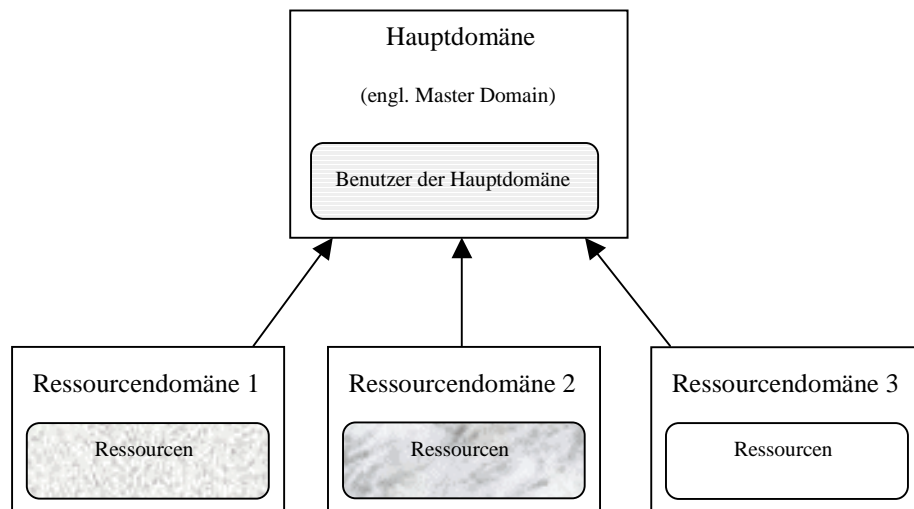 Hauptdomäne
(engl. Master Domain)
Benutzer der Hauptdomäne
Ressourcendomäne 1
Ressourcen
Ressourcendomäne 2
Ressourcen
Ressourcendomäne 3
Ressourcen